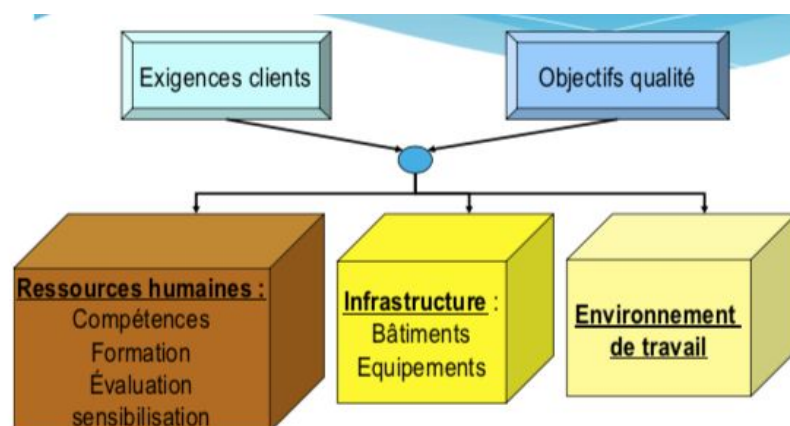 Exigences clients
Objectifs qualité
Ressources humaines :
Compétences
Formation
Évaluation
sensibilisation
Infrastructure :
Bâtiments
Equipements
Environnement
de travail